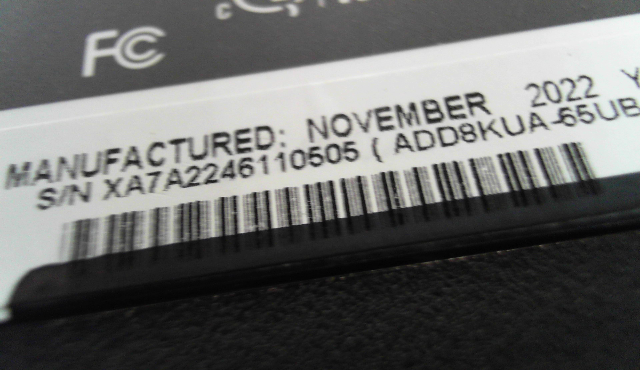 FC
MANUFACTURED: NOVEMBER 2022 Y
S/N XA7A2246110505 ( ADD8KUA-65UB